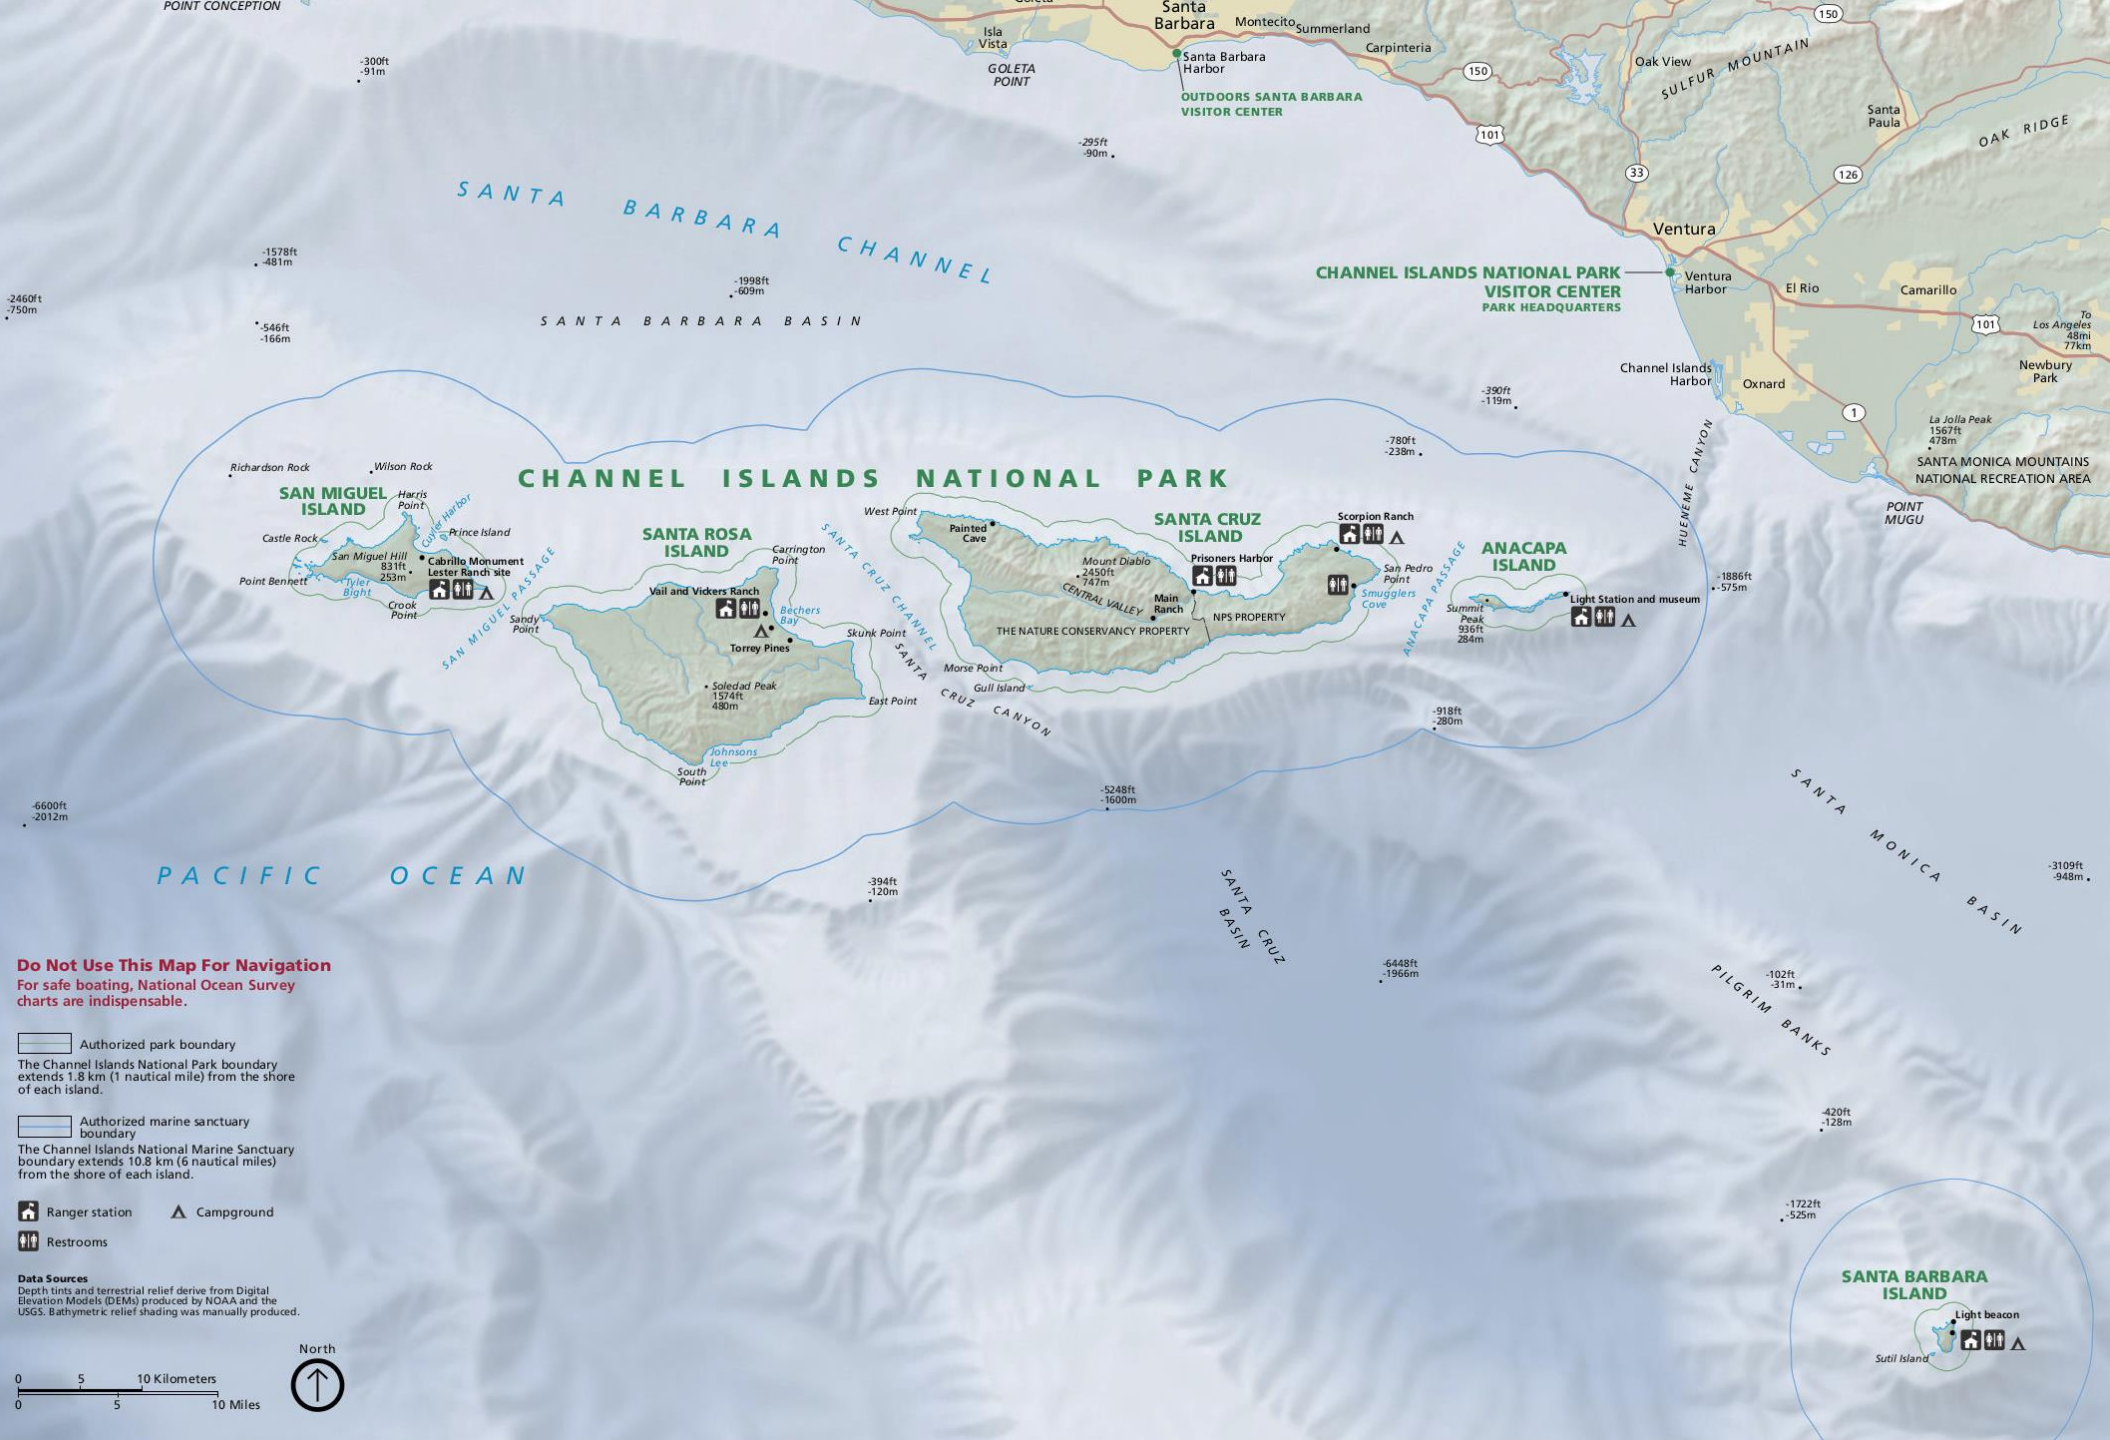 POINT CONCEPTION
Santa
Barbara
Isla
Vista
GOLETA
POINT
Montecito
Summerland
Carpinteria
Santa Barbara
Harbor
OUTDOORS SANTA BARBARA
VISITOR CENTER
150
150
101
33
126
Oak View
SULFUR MOUNTAIN
Santa
Paula
OAK RIDGE
-300ft
-91m
-295ft
-90m
SANTA BARBARA CHANNEL
-1578ft
-481m
-2460ft
-750m
-546ft
-166m
-1998ft
-609m
SANTA BARBARA BASIN
Ventura
CHANNEL ISLANDS NATIONAL PARK
VISITOR CENTER
PARK HEADQUARTERS
Ventura
Harbor
El Rio
Camarillo
101
To
Los Angeles
48mi
77km
Newbury
Park
Channel Islands
Harbor
Oxnard
1
-390ft
-119m
-780ft
-238m
La Jolla Peak
1567ft
478m
SANTA MONICA MOUNTAINS
NATIONAL RECREATION AREA
HUENEME CANYON
POINT
MUGU
CHANNEL ISLANDS NATIONAL PARK
Richardson Rock
Wilson Rock
SAN MIGUEL
ISLAND
Harris
Point
Cuyler Harbor
Prince Island
Castle Rock
San Miguel Hill
831ft
253m
Cabrillo Monument
Lester Ranch site
Point Bennett
Tyler
Bight
Crook
Point
SAN MIGUEL PASSAGE
SANTA ROSA
ISLAND
Carrington
Point
Vail and Vickers Ranch
Bechers
Bay
Sandy
Point
Torrey Pines
Skunk Point
Soledad Peak
1574ft
480m
East Point
Johnsons
Lee
South
Point
SANTA CRUZ CHANNEL
SANTA CRUZ CANYON
West Point
Painted
Cave
SANTA CRUZ
ISLAND
Mount Diablo
2450ft
747m
CENTRAL VALLEY
Prisoners Harbor
Main
Ranch
Scorpion Ranch
San Pedro
Point
Smugglers
Cove
THE NATURE CONSERVANCY PROPERTY
NPS PROPERTY
Morse Point
Gull Island
ANACAPA PASSAGE
ANACAPA
ISLAND
Summit
Peak
936ft
284m
Light Station and museum
-1886ft
-575m
-918ft
-280m
-5248ft
-1600m
-6600ft
-2012m
PACIFIC OCEAN
-394ft
-120m
SANTA CRUZ
BASIN
-6448ft
-1966m
SANTA MONICA BASIN
-3109ft
-948m
-102ft
-31m
PILGRIM BANKS
-420ft
-128m
-1722ft
-525m
SANTA BARBARA
ISLAND
Light beacon
Sutil Island
Do Not Use This Map For Navigation
For safe boating, National Ocean Survey
charts are indispensable.
Authorized park boundary
The Channel Islands National Park boundary
extends 1.8 km (1 nautical mile) from the shore
of each island.
Authorized marine sanctuary
boundary
The Channel Islands National Marine Sanctuary
boundary extends 10.8 km (6 nautical miles)
from the shore of each island.
Ranger station
Campground
Restrooms
Data Sources
Depth tints and terrestrial relief derive from Digital
Elevation Models (DEMs) produced by NOAA and the
USGS. Bathymetric relief shading was manually produced.
North
0 5 10 Kilometers
0 5 10 Miles